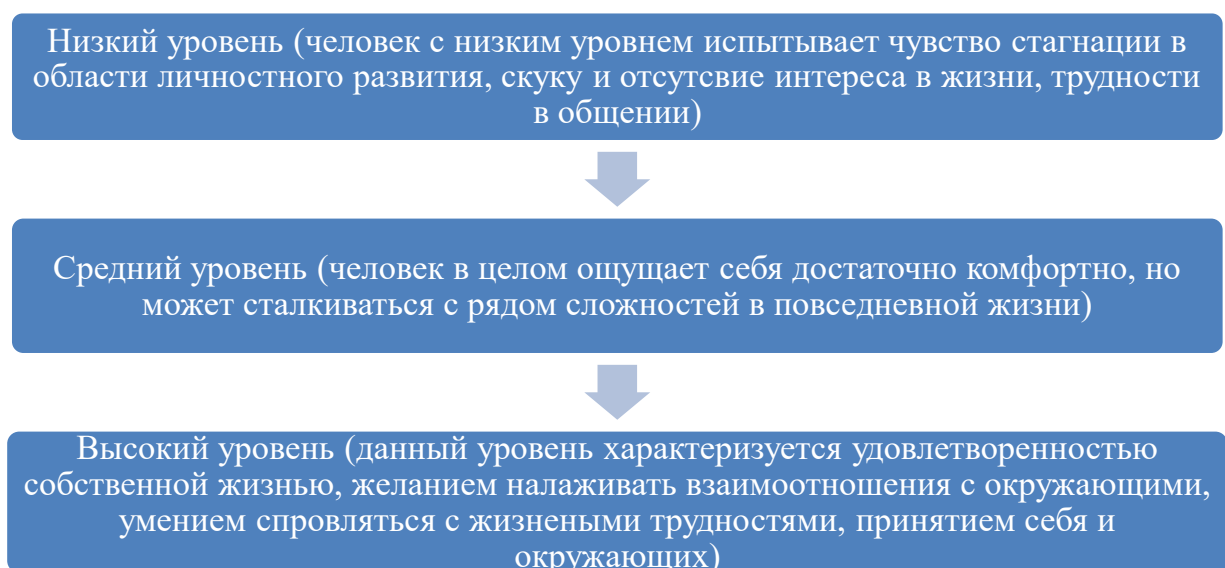 Низкий уровень (человек с низким уровнем испытывает чувство стагнации в
области личностного развития, скуку и отсутсвие интереса в жизни, трудности
в общении)
Средний уровень (человек в целом ощущает себя достаточно комфортно, но
может сталкиваться с рядом сложностей в повседневной жизни)
Высокий уровень (данный уровень характеризуется удовлетворенностью
собственной жизнью, желанием налаживать взаимоотношения с окружающими,
умением спровляться с жизнеными трудностями, принятием себя и
окружающих)